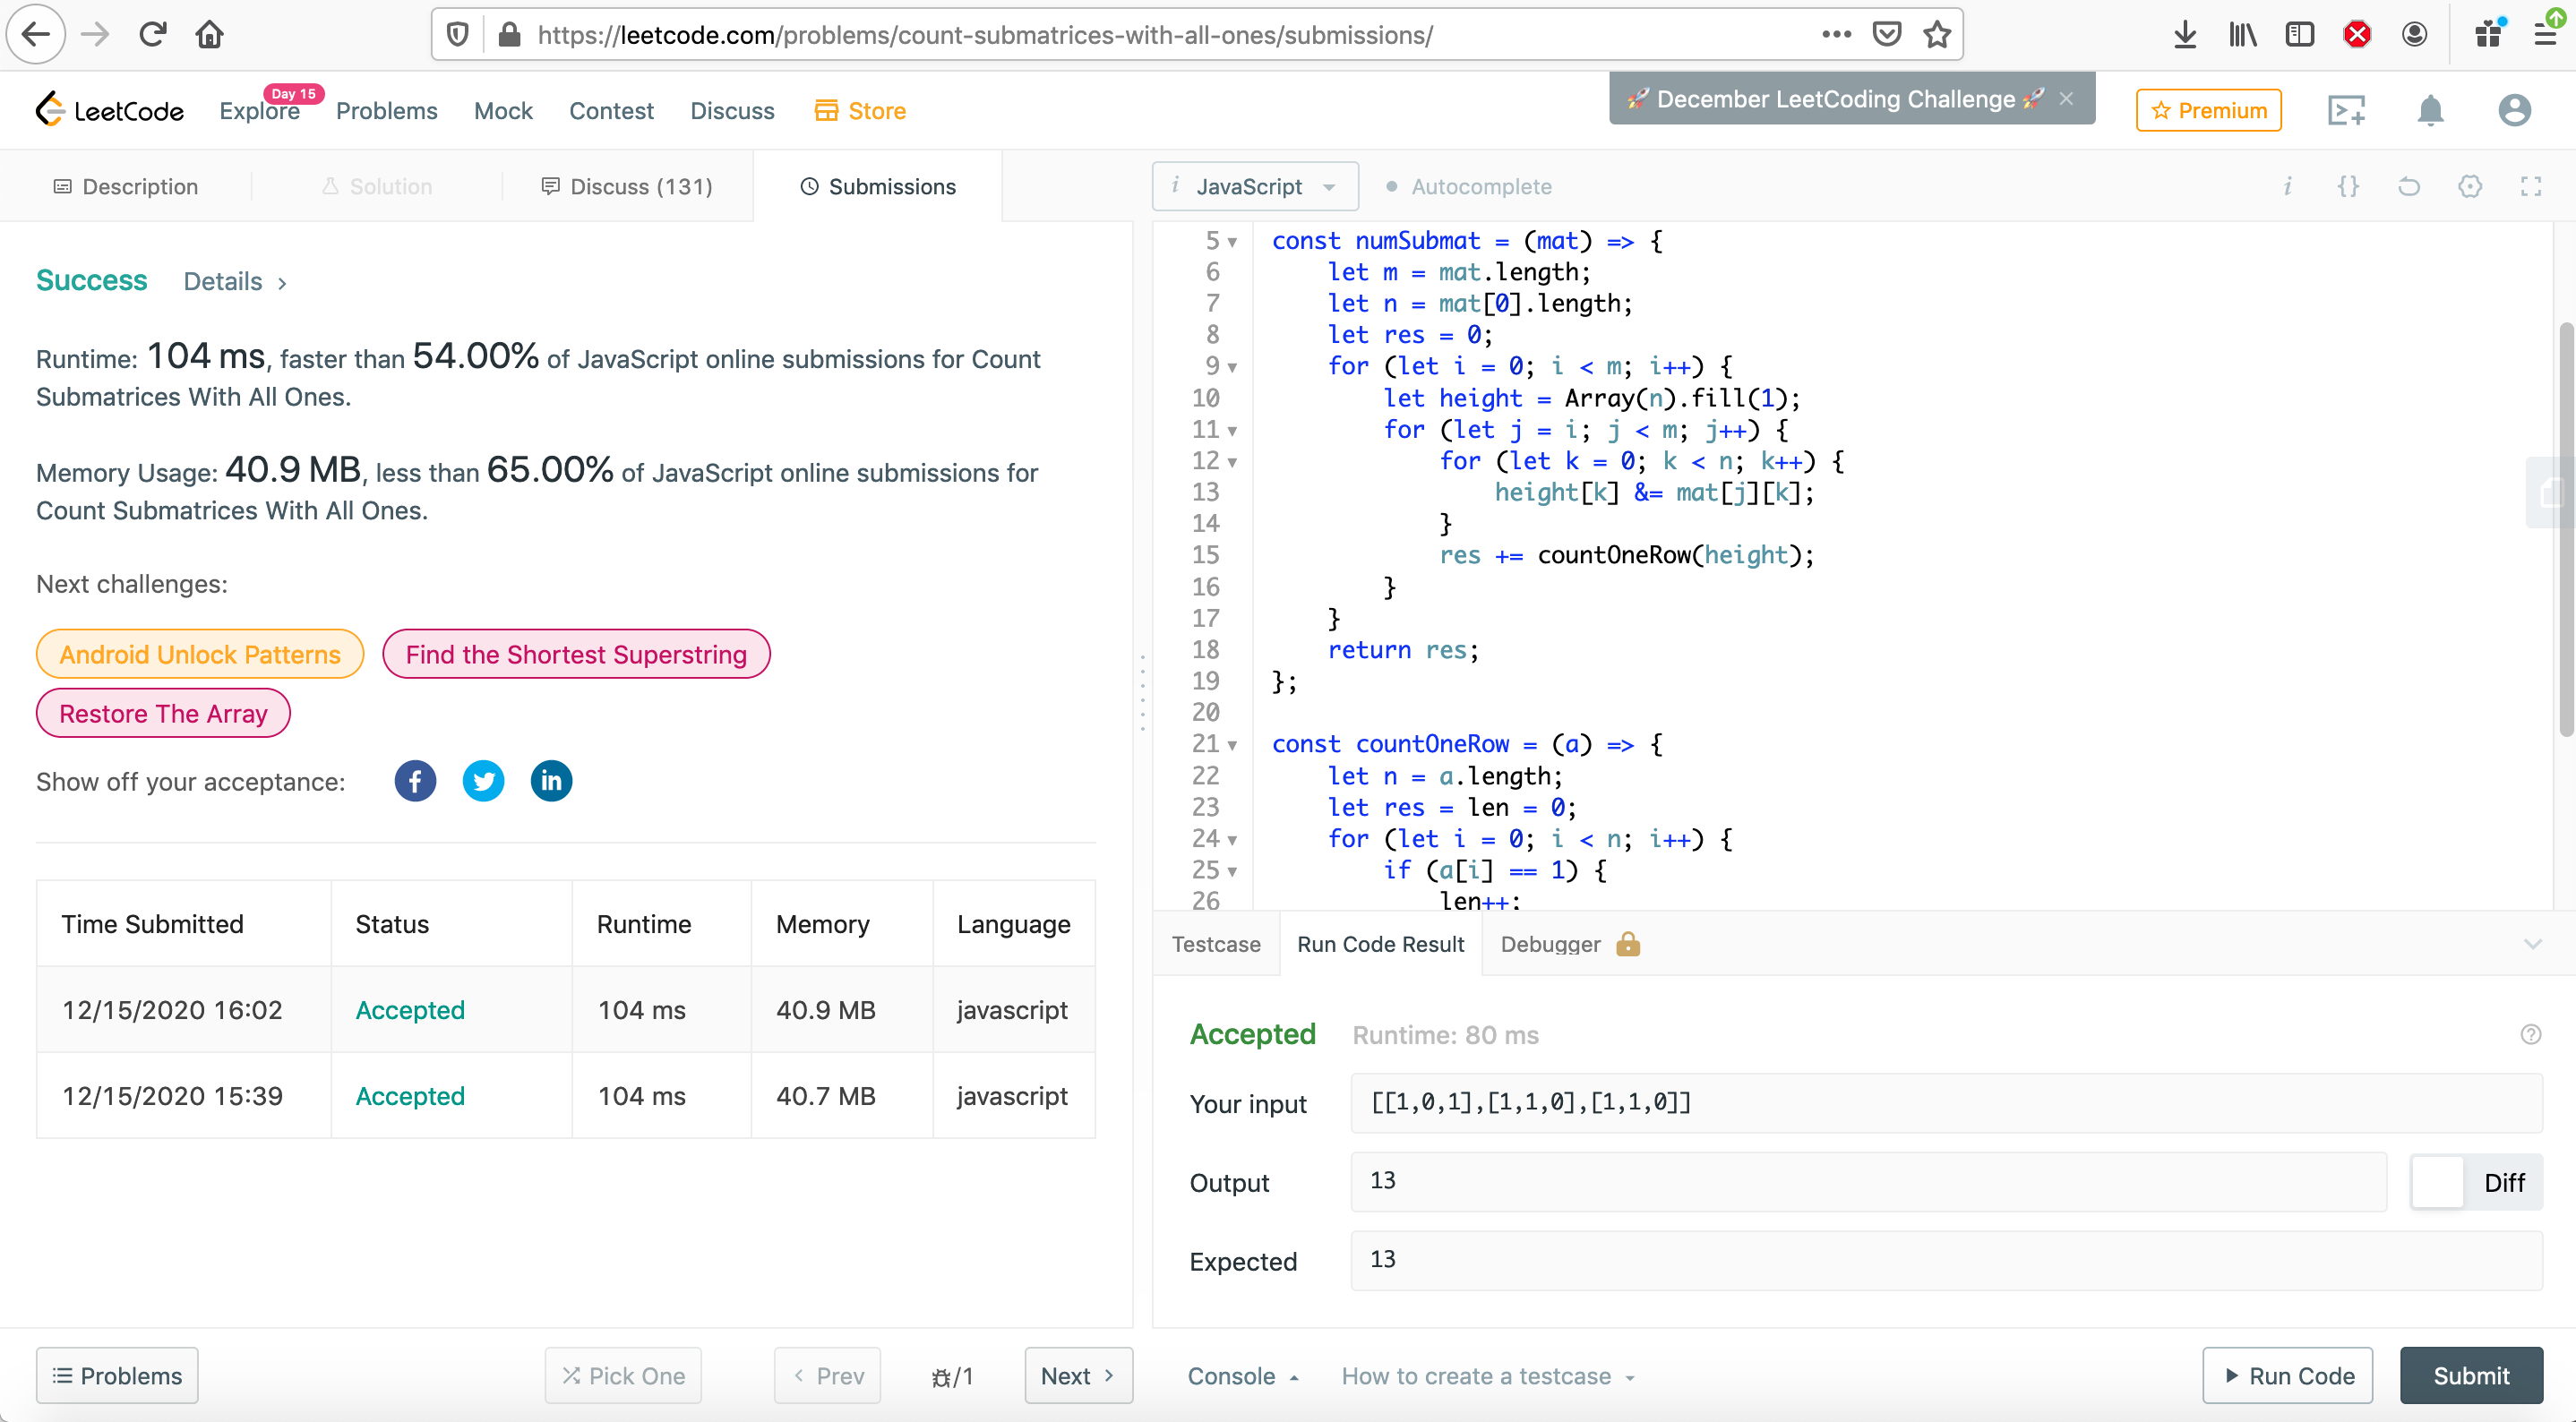 https://leetcode.com/problems/count-submatrices-with-all-ones/submissions/
LeetCode Explore Day 15 Problems Mock Contest Discuss Store
🚀 December LeetCoding Challenge 🚀 ×
Premium
Description Solution Discuss (131) Submissions
Success Details >
Runtime: 104 ms, faster than 54.00% of JavaScript online submissions for Count
Submatrices With All Ones.
Memory Usage: 40.9 MB, less than 65.00% of JavaScript online submissions for
Count Submatrices With All Ones.
Next challenges:
Android Unlock Patterns Find the Shortest Superstring
Restore The Array
Show off your acceptance: f in
Time Submitted Status Runtime Memory Language
12/15/2020 16:02 Accepted 104 ms 40.9 MB javascript
12/15/2020 15:39 Accepted 104 ms 40.7 MB javascript
Problems Pick One < Prev /1 Next >
i JavaScript Autocomplete i {}
5 const numSubmat = (mat) => {
6 let m = mat.length;
7 let n = mat[0].length;
8 let res = 0;
9 for (let i = 0; i < m; i++) {
10 let height = Array(n).fill(1);
11 for (let j = i; j < m; j++) {
12 for (let k = 0; k < n; k++) {
13 height[k] &= mat[j][k];
14 }
15 res += countOneRow(height);
16 }
17 }
18 return res;
19 };
20
21 const countOneRow = (a) => {
22 let n = a.length;
23 let res = len = 0;
24 for (let i = 0; i < n; i++) {
25 if (a[i] == 1) {
26 len++;
Testcase Run Code Result Debugger
Accepted Runtime: 80 ms
Your input [[1,0,1],[1,1,0],[1,1,0]]
Output 13 Diff
Expected 13
Console How to create a testcase Run Code Submit